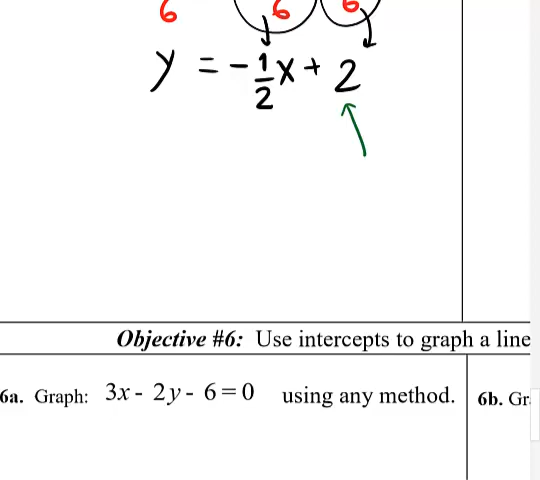 6 6 6
y = -1/2x + 2
Objective #6: Use intercepts to graph a line
6a. Graph: 3x - 2y - 6 = 0 using any method. 6b. Gr